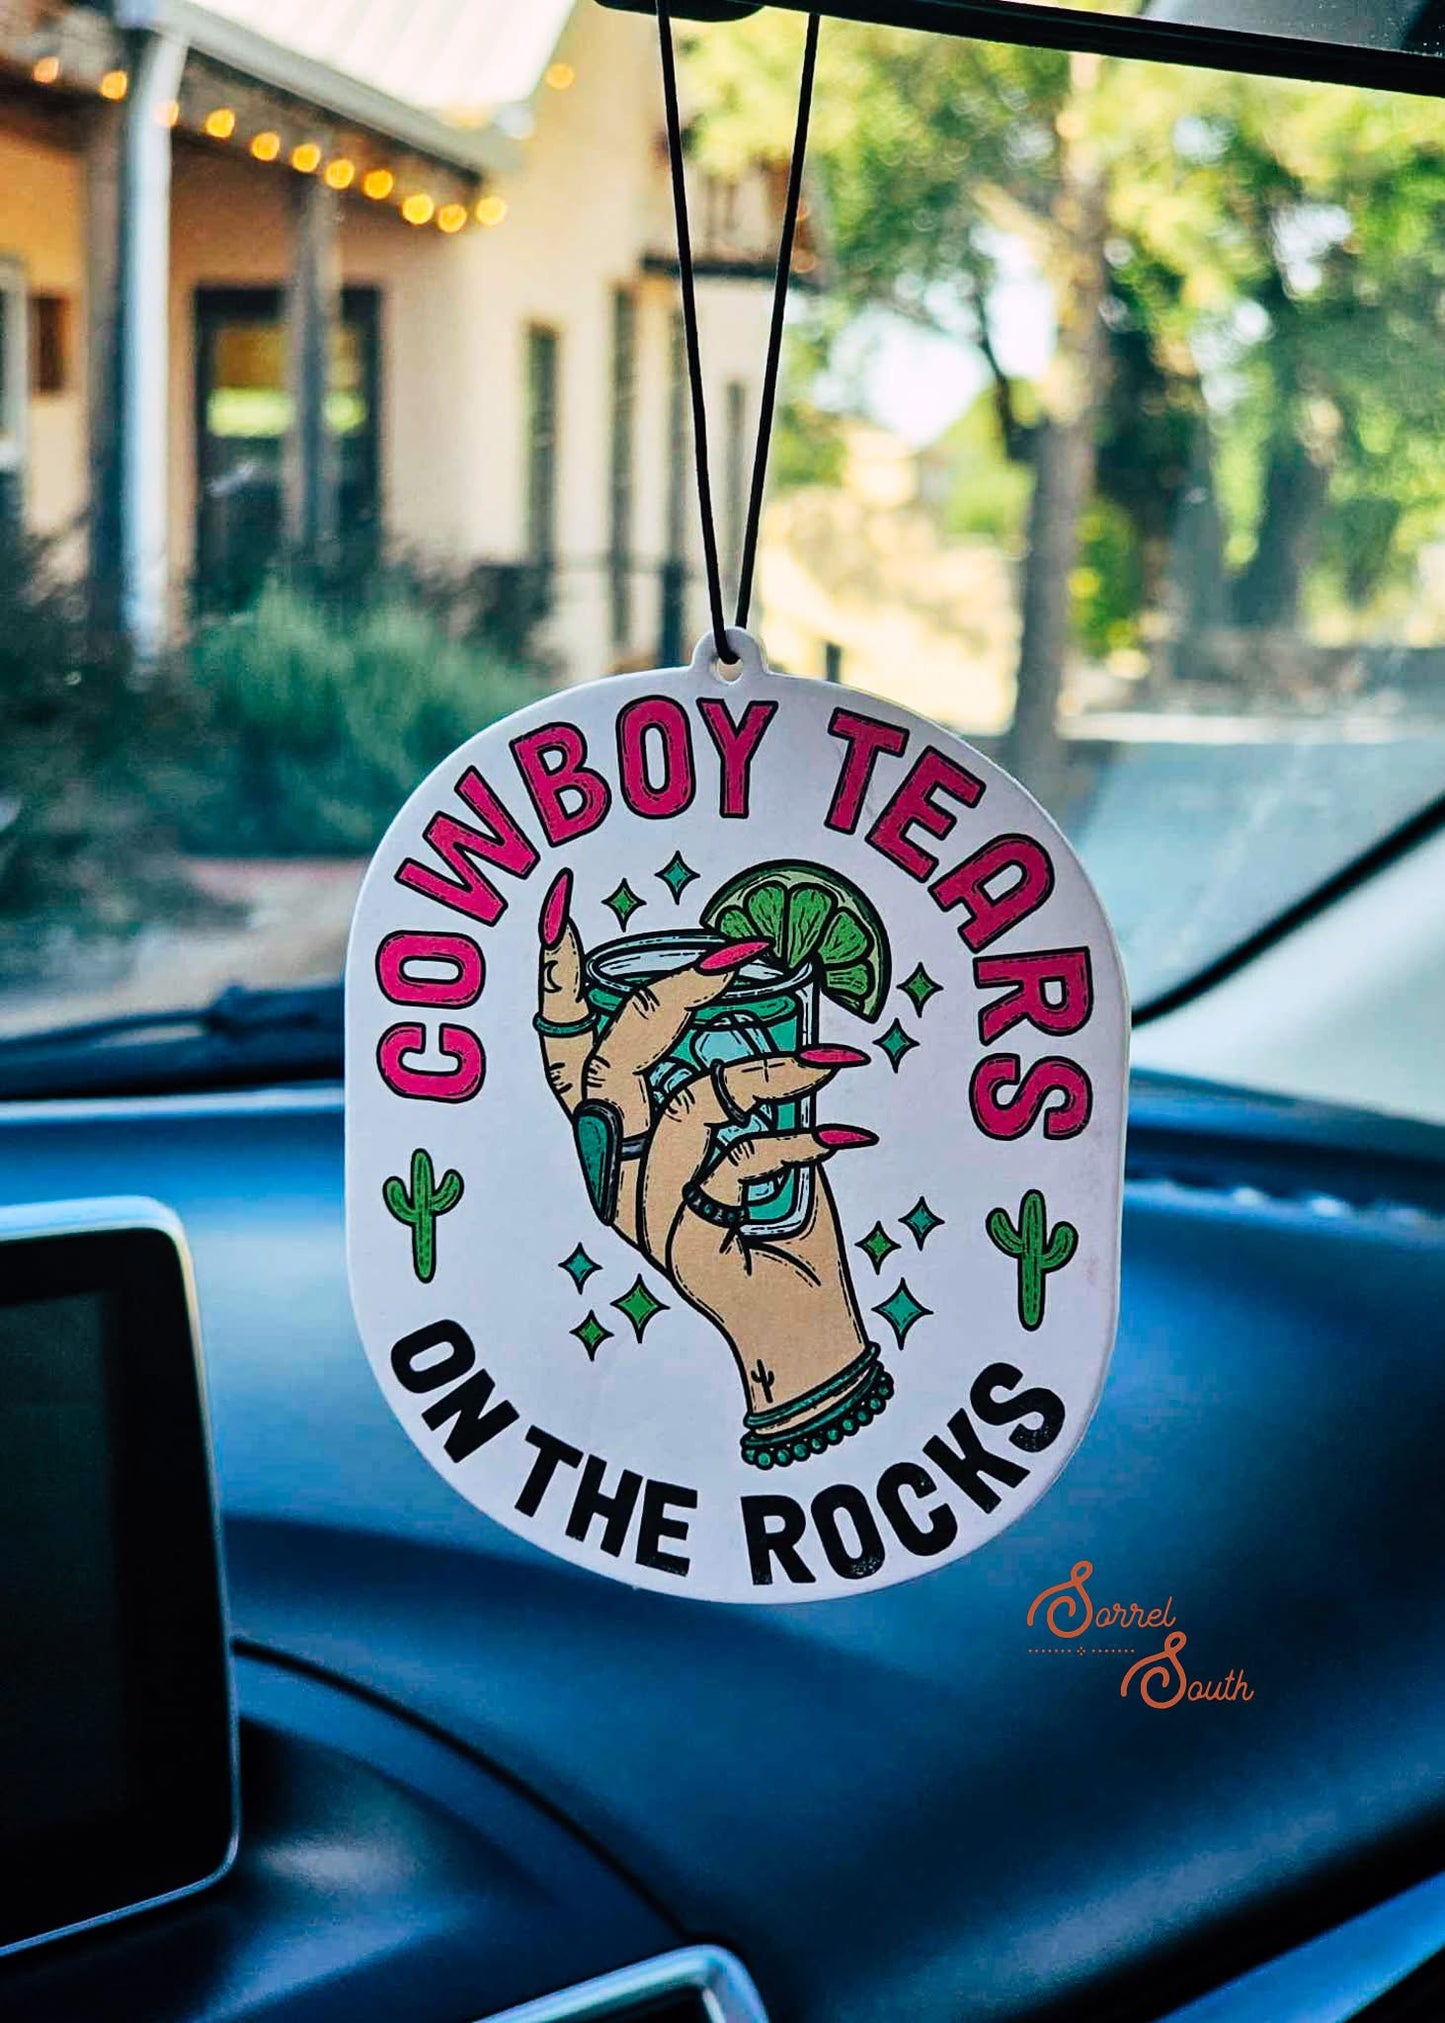 COWBOY TEARS
ON THE ROCKS
Sorrel
South